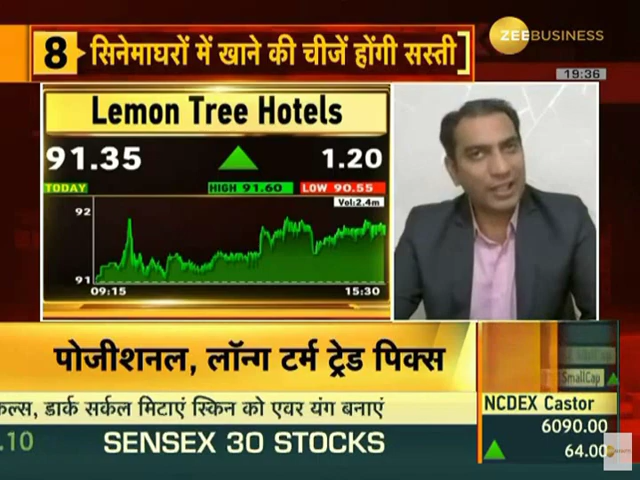 8 सिनेमाघरों में खाने की चीजें होंगी सस्ती
ZEEBUSINESS
19:36
Lemon Tree Hotels
91.35 1.20
TODAY HIGH 91.60 LOW 90.55
Vol:2.4m
92
91
09:15 15:30
पोजीशनल, लॉन्ग टर्म ट्रेड पिक्स
SmallCap
कल्स, डार्क सर्कल मिटाएं स्किन को एवर यंग बनाएं
NCDEX Castor
6090.00
64.00
.10 SENSEX 30 STOCKS